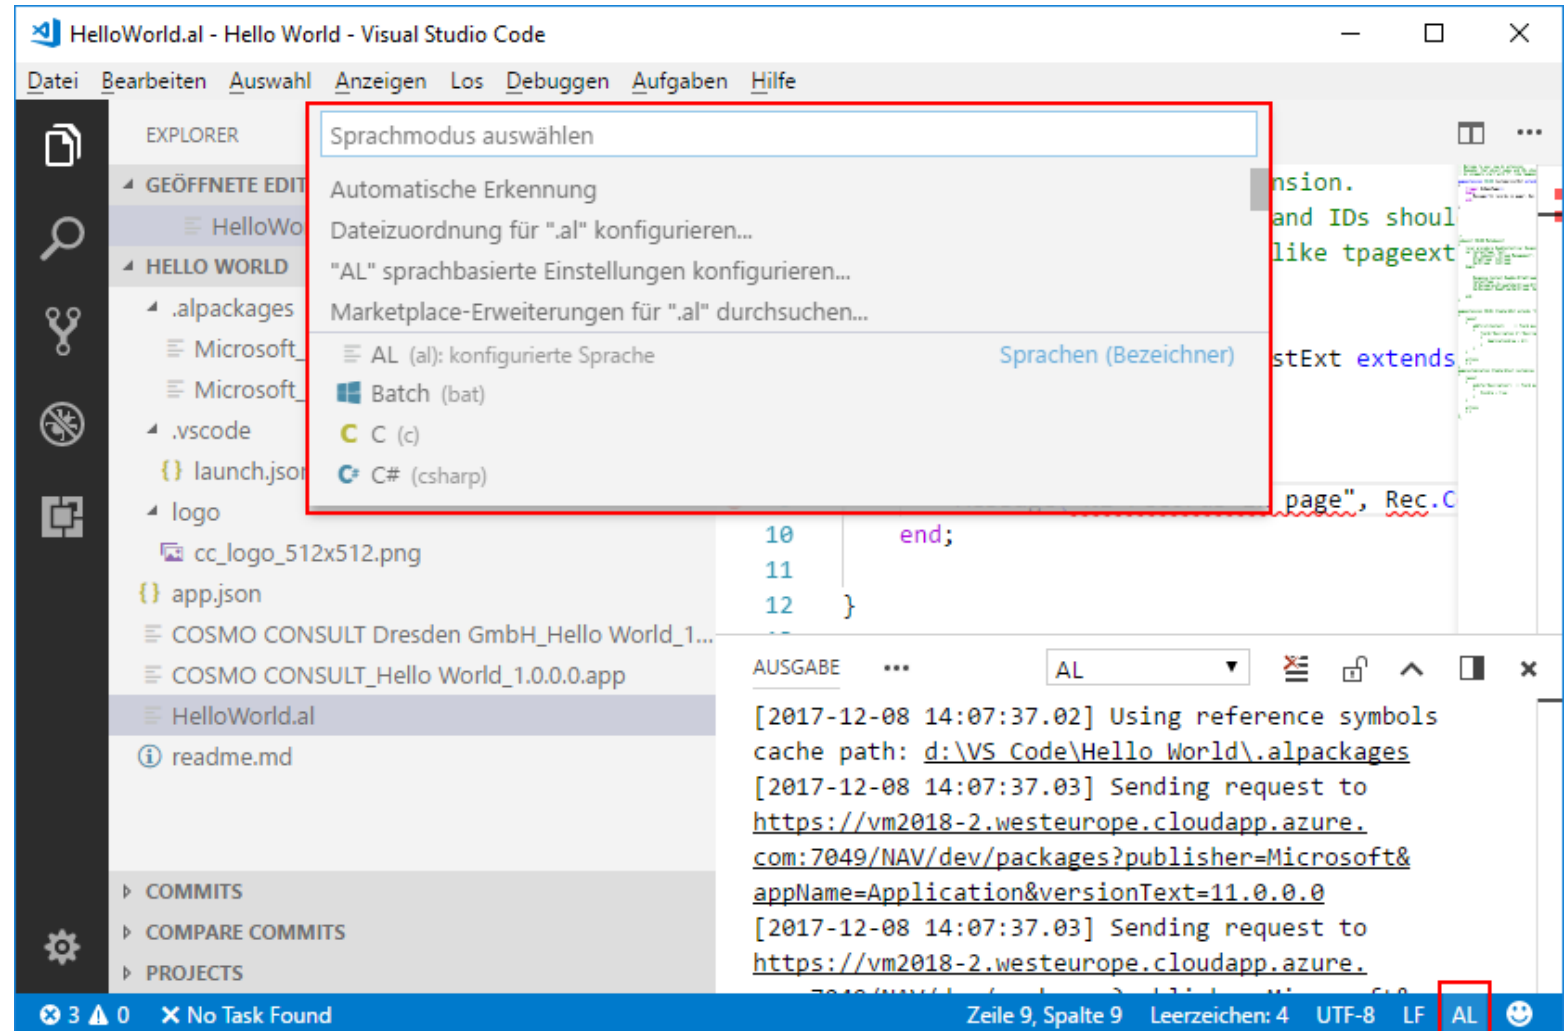 HelloWorld.al - Hello World - Visual Studio Code
Datei Bearbeiten Auswahl Anzeigen Los Debuggen Aufgaben Hilfe
EXPLORER
GEÖFFNETE EDIT
HelloWo
HELLO WORLD
.alpackages
Microsoft_
Microsoft_
.vscode
{} launch.json
logo
cc_logo_512x512.png
{} app.json
COSMO CONSULT Dresden GmbH_Hello World_1...
COSMO CONSULT_Hello World_1.0.0.0.app
HelloWorld.al
readme.md
COMMITS
COMPARE COMMITS
PROJECTS
Sprachmodus auswählen
Automatische Erkennung
Dateizuordnung für ".al" konfigurieren...
"AL" sprachbasierte Einstellungen konfigurieren...
Marketplace-Erweiterungen für ".al" durchsuchen...
AL (al): konfigurierte Sprache Sprachen (Bezeichner)
Batch (bat)
C C (c)
C# C# (csharp)
nsion.
and IDs shoul
like tpageext
stExt extends
page", Rec.C
10 end;
11
12 }
AUSGABE ••• AL
[2017-12-08 14:07:37.02] Using reference symbols
cache path: d:\VS Code\Hello World\.alpackages
[2017-12-08 14:07:37.03] Sending request to
https://vm2018-2.westeurope.cloudapp.azure.
com:7049/NAV/dev/packages?publisher=Microsoft&
appName=Application&versionText=11.0.0.0
[2017-12-08 14:07:37.03] Sending request to
https://vm2018-2.westeurope.cloudapp.azure.
3 0 No Task Found Zeile 9, Spalte 9 Leerzeichen: 4 UTF-8 LF AL